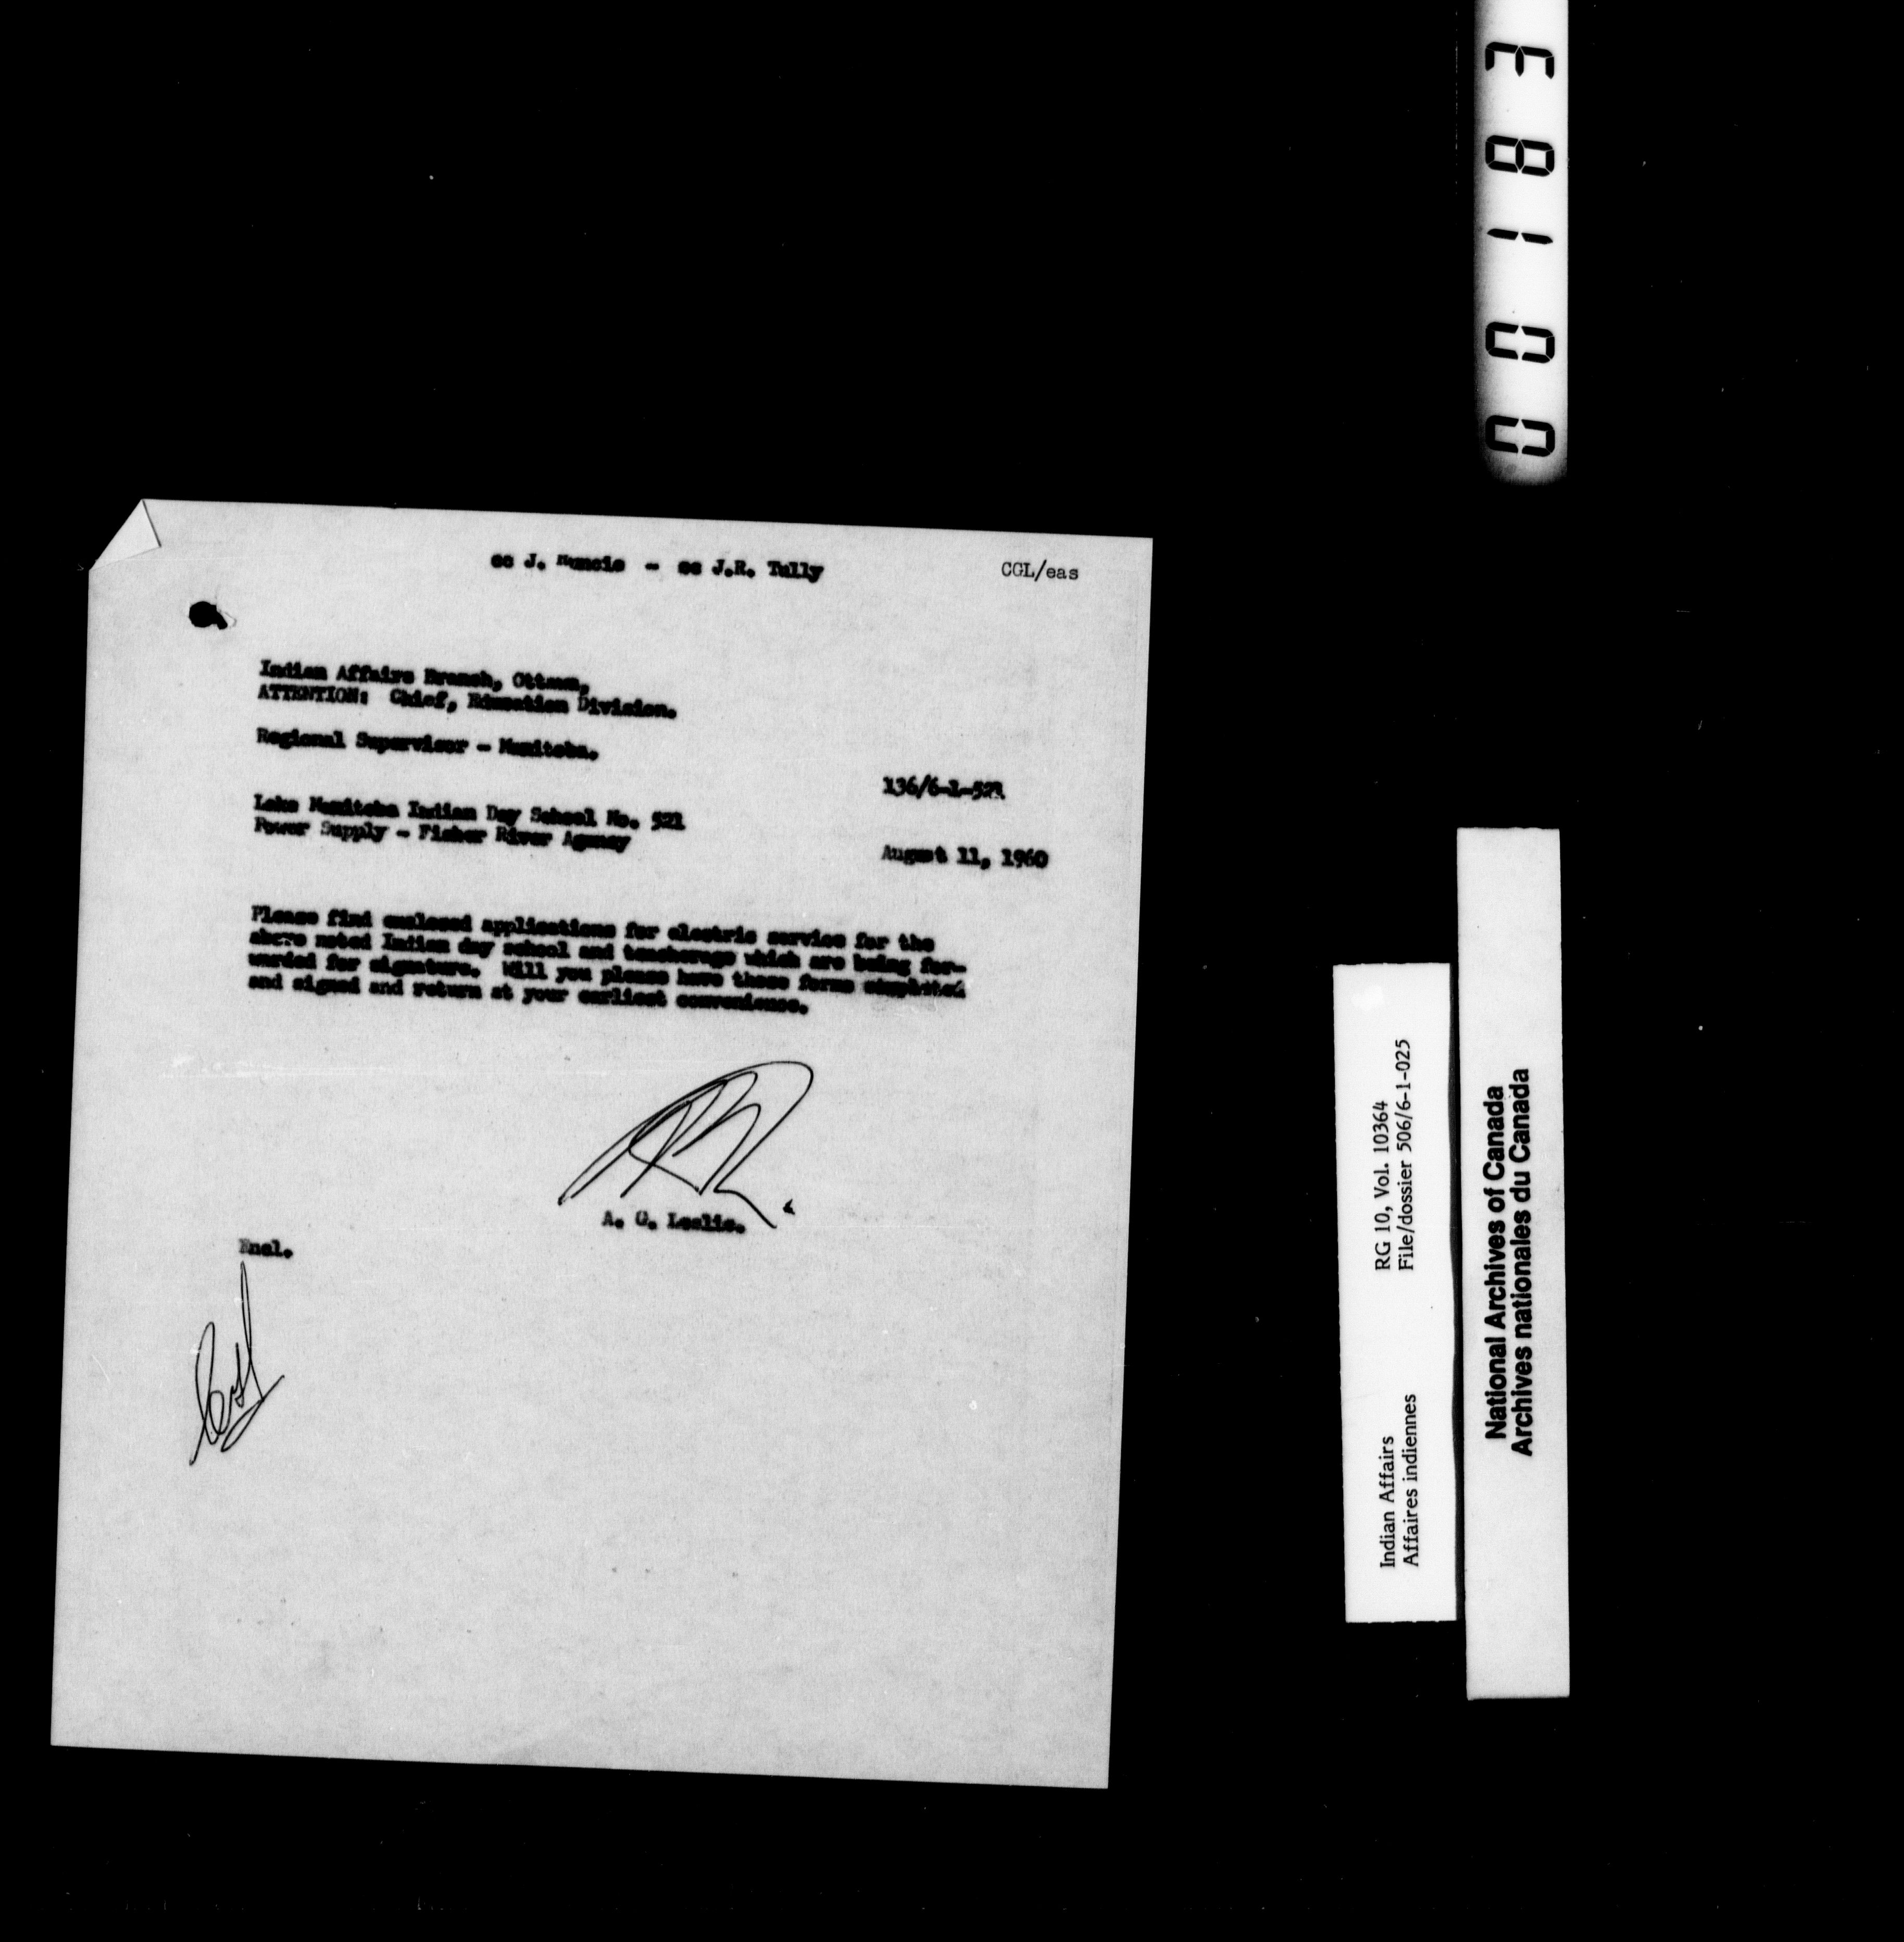 cc J. - cc J.R. Tully
CGL/eas
Indian Affairs Branch, Ottawa,
ATTENTION: Chief, Education Division.
Regional Supervisor - Manitoba.
136/6-1-521
Lake Manitoba Indian Day School No. 521
Power Supply - Fisher River Agency
August 11, 1960
Please find enclosed applications for electric service for the
above noted Indian day school and teacherage which are being for-
warded for signature. Will you please have these forms completed
and signed and return at your earliest convenience.
A. G. Leslie.
Encl.
00183
Indian Affairs
Affaires indiennes
RG 10, Vol. 10364
File/dossier 506/6-1-025
National Archives of Canada
Archives nationales du Canada